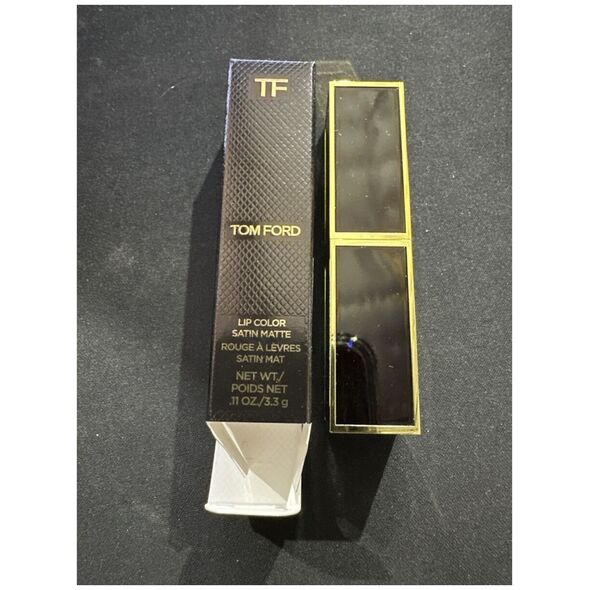 TF
TOM FORD
LIP COLOR
SATIN MATTE
ROUGE À LÈVRES
SATIN MAT
NET WT./
POIDS NET
.11 OZ./3.3 g